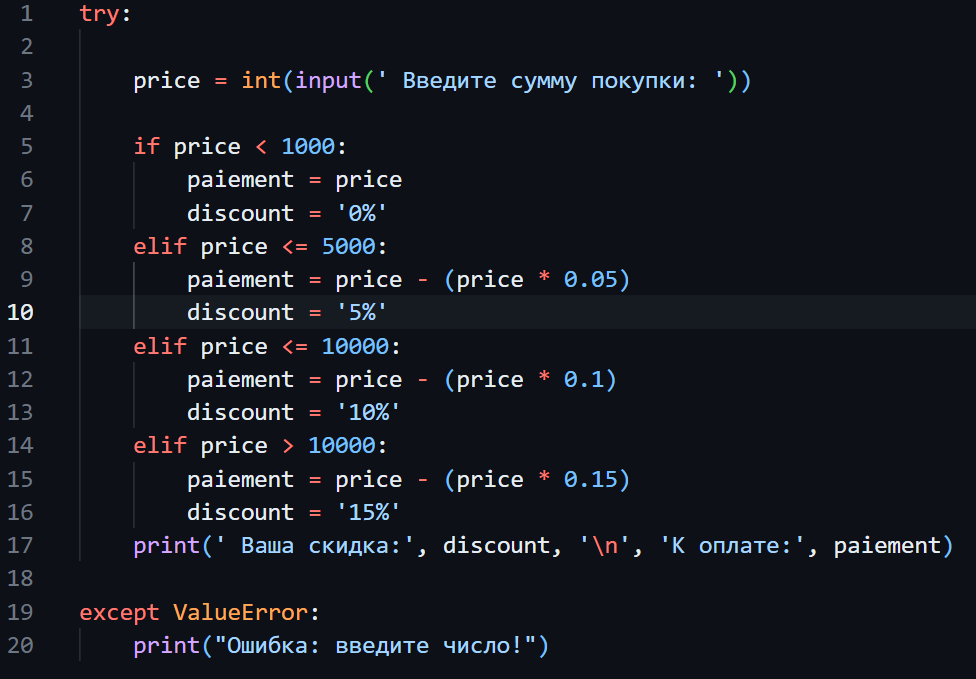 1 try:
2
3     price = int(input(' Введите сумму покупки: '))
4
5     if price < 1000:
6         paiement = price
7         discount = '0%'
8     elif price <= 5000:
9         paiement = price - (price * 0.05)
10         discount = '5%'
11     elif price <= 10000:
12         paiement = price - (price * 0.1)
13         discount = '10%'
14     elif price > 10000:
15         paiement = price - (price * 0.15)
16         discount = '15%'
17     print(' Ваша скидка:', discount, '\n', 'К оплате:', paiement)
18
19 except ValueError:
20     print("Ошибка: введите число!")